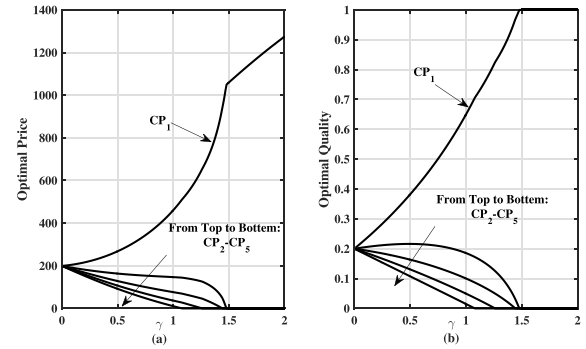 1400
1200
1000
800
600
400
200
0
Optimal Price
CP1
From Top to Bottem:
CP2-CP5
0 0.5 1 1.5 2
γ
(a)
1
0.9
0.8
0.7
0.6
0.5
0.4
0.3
0.2
0.1
0
Optimal Quality
CP1
From Top to Bottem:
CP2-CP5
0 0.5 1 1.5 2
γ
(b)